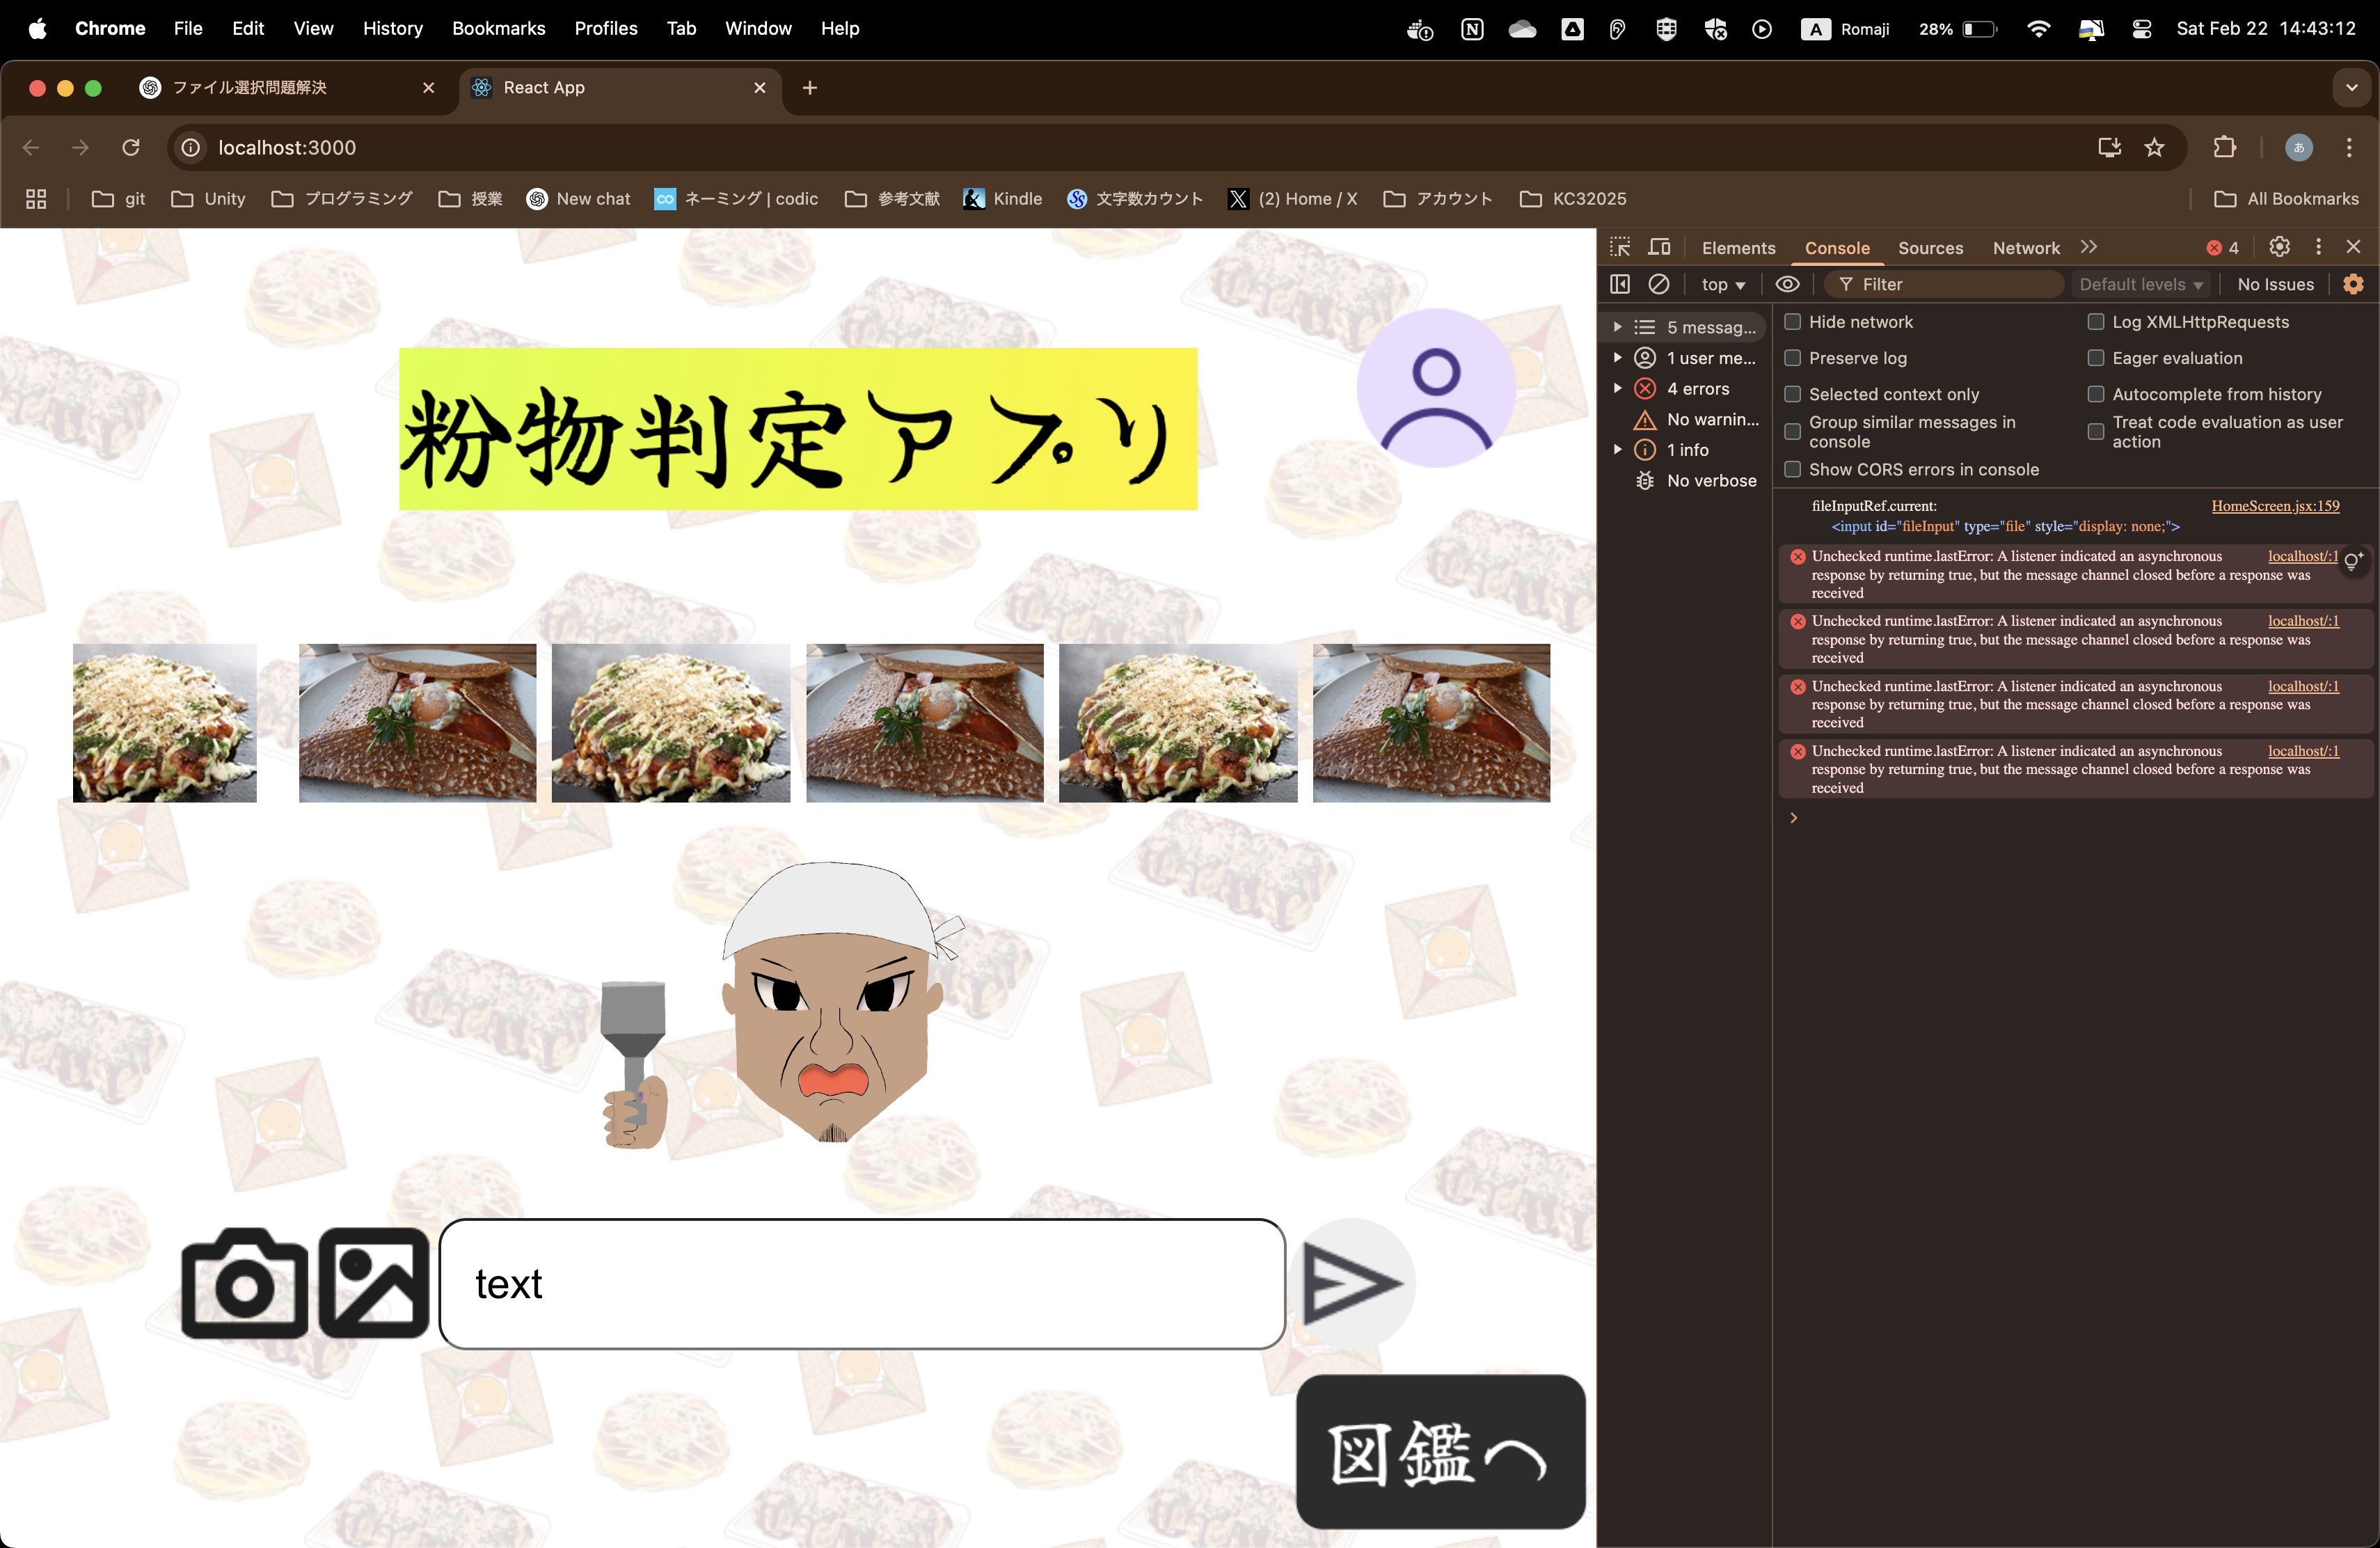 Chrome File Edit View History Bookmarks Profiles Tab Window Help
A Romaji 28% Sat Feb 22 14:43:12
ファイル選択問題解決
React App
localhost:3000
あ
git Unity プログラミング 授業 New chat ネーミング | codic 参考文献 Kindle 文字数カウント (2) Home / X アカウント KC32025 All Bookmarks
粉物判定アプリ
text
図鑑へ
Elements Console Sources Network 4
top Filter Default levels No Issues
5 messag...
1 user me...
4 errors
No warnin...
1 info
No verbose
Hide network
Log XMLHttpRequests
Preserve log
Eager evaluation
Selected context only
Autocomplete from history
Group similar messages in
console
Treat code evaluation as user
action
Show CORS errors in console
fileInputRef.current: HomeScreen.jsx:159
<input id="fileInput" type="file" style="display: none;">
Unchecked runtime.lastError: A listener indicated an asynchronous localhost/:1
response by returning true, but the message channel closed before a response was
received
Unchecked runtime.lastError: A listener indicated an asynchronous localhost/:1
response by returning true, but the message channel closed before a response was
received
Unchecked runtime.lastError: A listener indicated an asynchronous localhost/:1
response by returning true, but the message channel closed before a response was
received
Unchecked runtime.lastError: A listener indicated an asynchronous localhost/:1
response by returning true, but the message channel closed before a response was
received